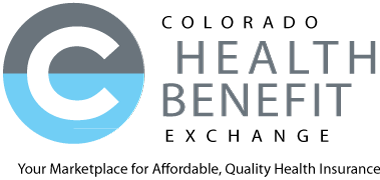 C
COLORADO
HEALTH
BENEFIT
EXCHANGE
Your Marketplace for Affordable, Quality Health Insurance